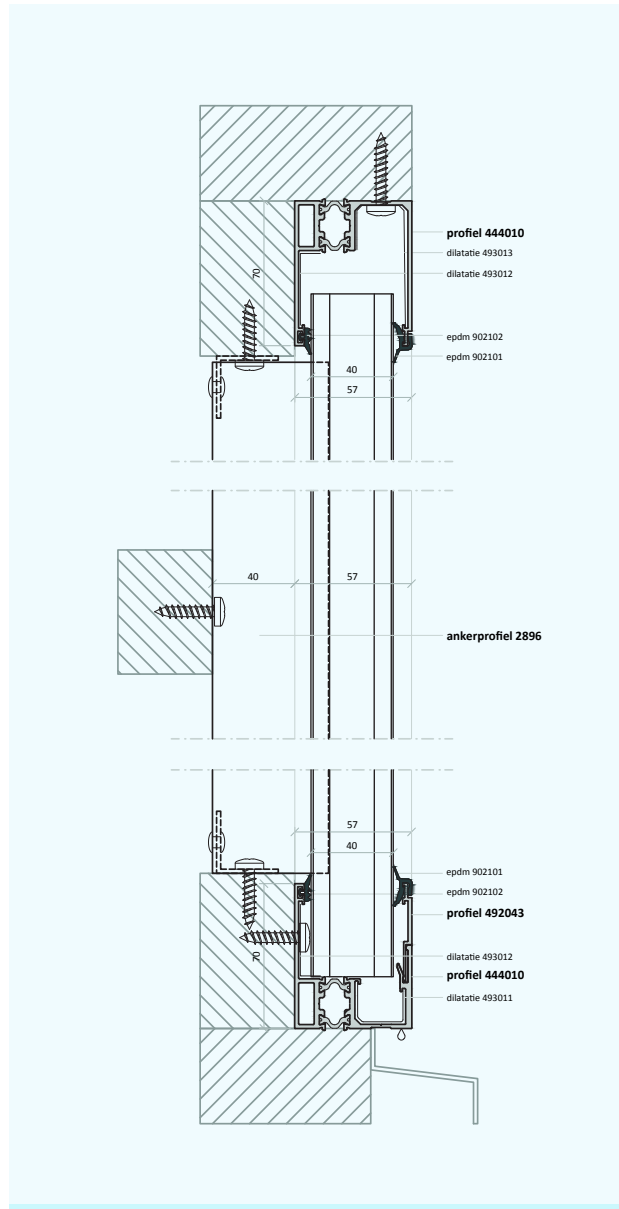 profiel 444010
dilatatie 493013
70
dilatatie 493012
epdm 902102
epdm 902101
40
57
40
57
ankerprofiel 2896
57
40
epdm 902101
epdm 902102
profiel 492043
70
dilatatie 493012
profiel 444010
dilatatie 493011